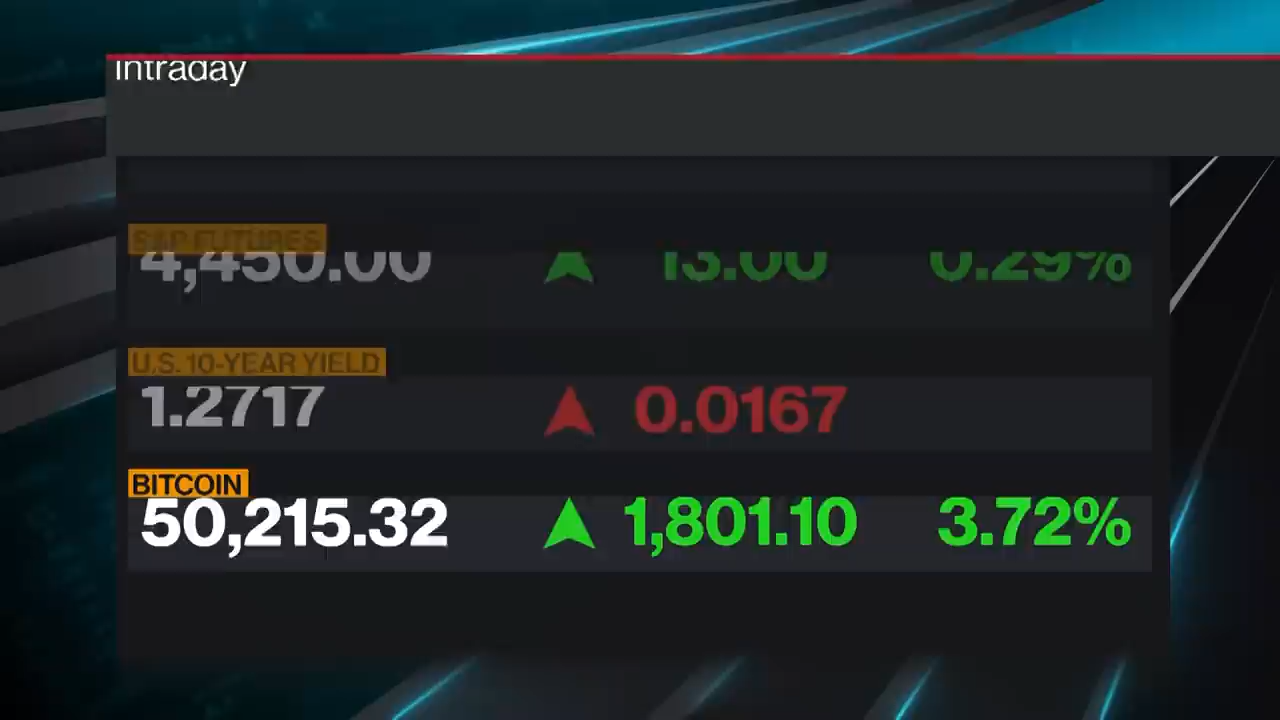 Intraday
S&P FUTURES
4,450.00 13.00 0.29%
U.S. 10-YEAR YIELD
1.2717 0.0167
BITCOIN
50,215.32 1,801.10 3.72%